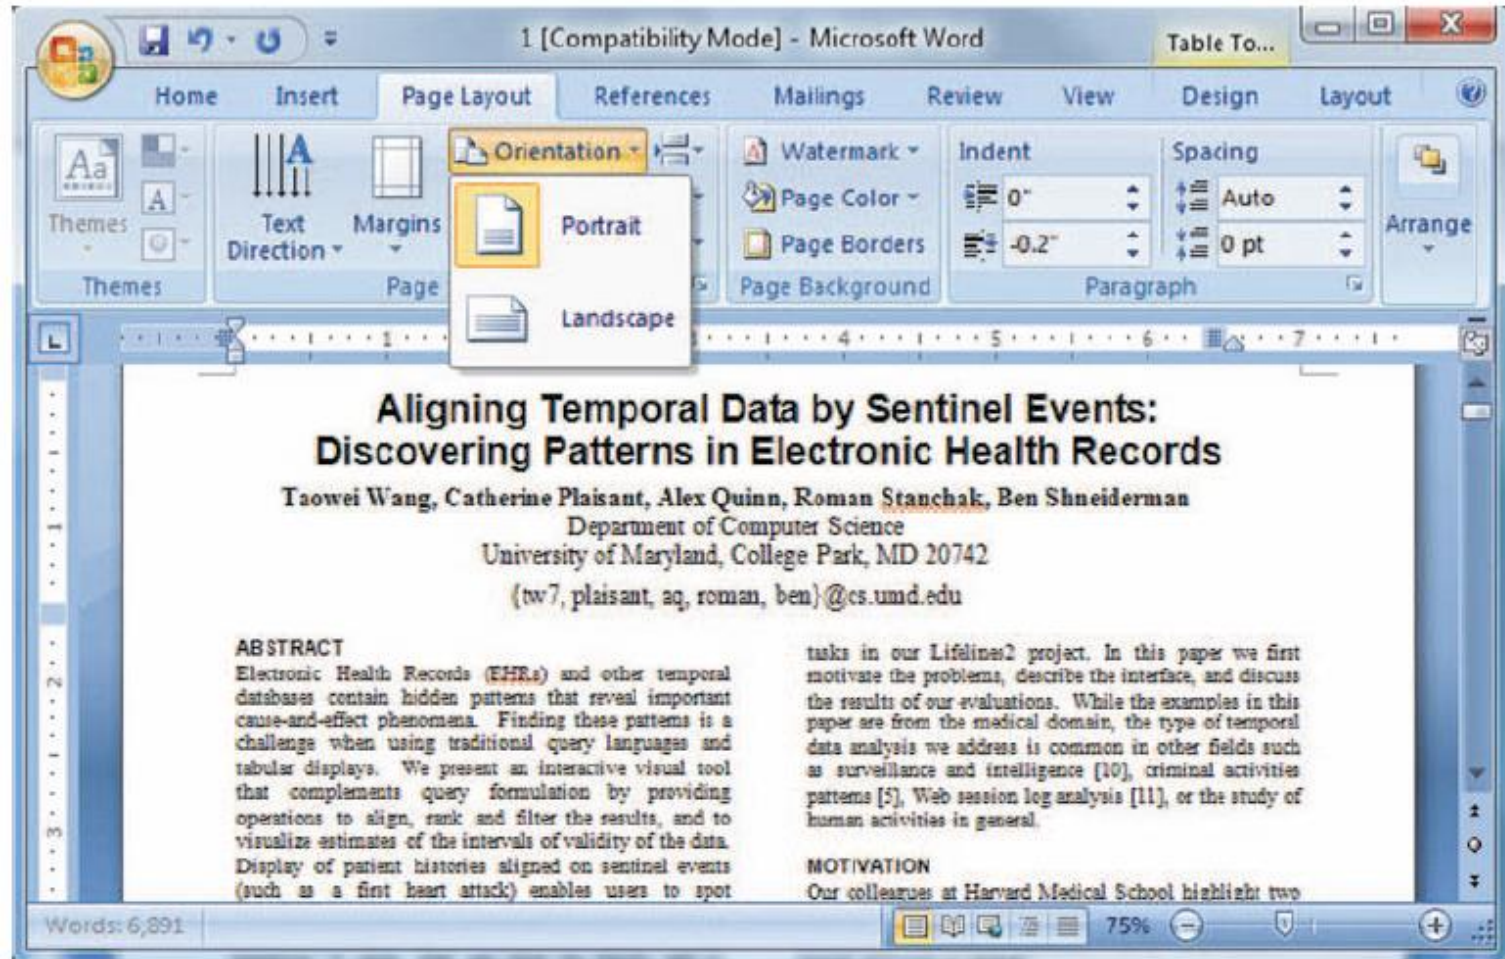 1 [Compatibility Mode] - Microsoft Word
Table To...
Home Insert Page Layout References Mailings Review View Design Layout
Aa
Themes
A
Themes
A
Text
Direction
Margins
Orientation
Portrait
Landscape
Page
Watermark
Page Color
Page Borders
Page Background
Indent
0"
-0.2"
Spacing
Auto
0 pt
Paragraph
Arrange
L
1 4 5 6 7
1
2
3
Aligning Temporal Data by Sentinel Events:
Discovering Patterns in Electronic Health Records
Taowei Wang, Catherine Plaisant, Alex Quinn, Roman Stanchak, Ben Shneiderman
Department of Computer Science
University of Maryland, College Park, MD 20742
{tw7, plaisant, aq, roman, ben}@cs.umd.edu
ABSTRACT
Electronic Health Records (EHRs) and other temporal
databases contain hidden patterns that reveal important
cause-and-effect phenomena. Finding these patterns is a
challenge when using traditional query languages and
tabular displays. We present an interactive visual tool
that complements query formulation by providing
operations to align, rank and filter the results, and to
visualize estimates of the intervals of validity of the data.
Display of patient histories aligned on sentinel events
(such as a first heart attack) enables users to spot
tasks in our Lifelines2 project. In this paper we first
motivate the problems, describe the interface, and discuss
the results of our evaluations. While the examples in this
paper are from the medical domain, the type of temporal
data analysis we address is common in other fields such
as surveillance and intelligence [10], criminal activities
patterns [5], Web session log analysis [11], or the study of
human activities in general.
MOTIVATION
Our colleagues at Harvard Medical School highlight two
Words: 6,891
75%